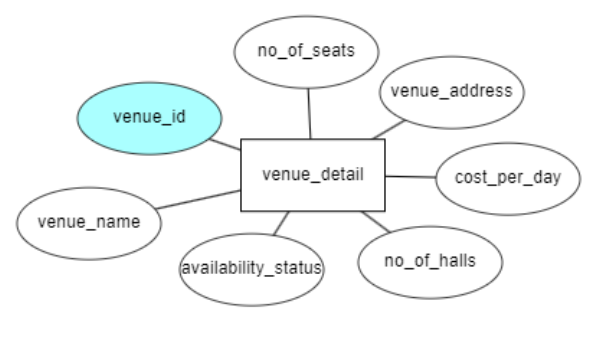 no_of_seats
venue_address
venue_id
venue_detail
cost_per_day
venue_name
availability_status
no_of_halls